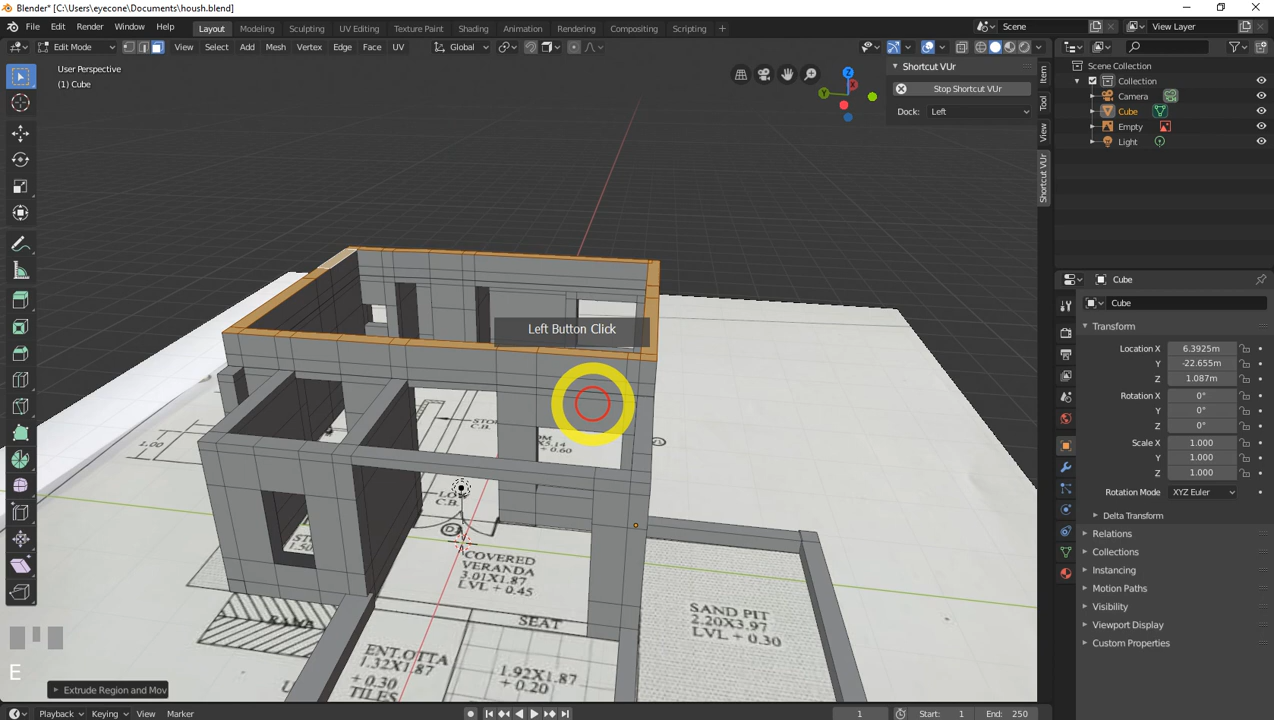 Blender* [C:\Users\eyecone\Documents\housh.blend]
File Edit Render Window Help
Layout Modeling Sculpting UV Editing Texture Paint Shading Animation Rendering Compositing Scripting +
Scene View Layer
Edit Mode View Select Add Mesh Vertex Edge Face UV Global
User Perspective
(1) Cube
Shortcut VUr
Stop Shortcut VUr
Dock: Left
Item
Tool
View
Shortcut VUr
Scene Collection
Collection
Camera
Cube
Empty
Light
Cube
Cube
Transform
Location X 6.3925m
Y -22.655m
Z 1.087m
Rotation X 0°
Y 0°
Z 0°
Scale X 1.000
Y 1.000
Z 1.000
Rotation Mode XYZ Euler
Delta Transform
Relations
Collections
Instancing
Motion Paths
Visibility
Viewport Display
Custom Properties
Left Button Click
1.00
C.B.
X5.14
+ 0.60
C.B.
COVERED
VERANDA
3.01X1.87
LVL + 0.45
SEAT
SAND PIT
2.20X3.97
LVL + 0.30
ENT.OTTA
1.32X1.87
+ 0.30
TILES
1.92X1.87
+ 0.20
E
Extrude Region and Mov
Playback Keying View Marker 1 Start: 1 End: 250